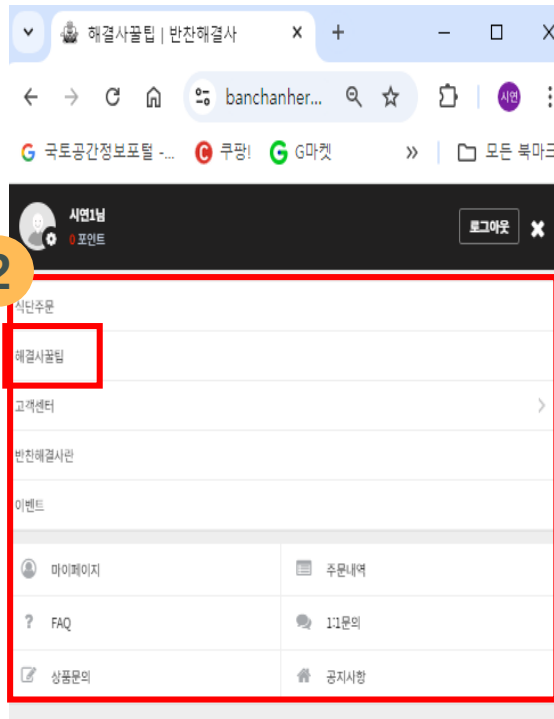 해결사꿀팁 | 반찬해결사
banchanher...
시연
국토공간정보포털 -...
쿠팡!
G마켓
모든 북마크
시연1님
0 포인트
로그아웃
2
식단주문
해결사꿀팁
고객센터
반찬해결사란
이벤트
마이페이지
주문내역
FAQ
1:1문의
상품문의
공지사항